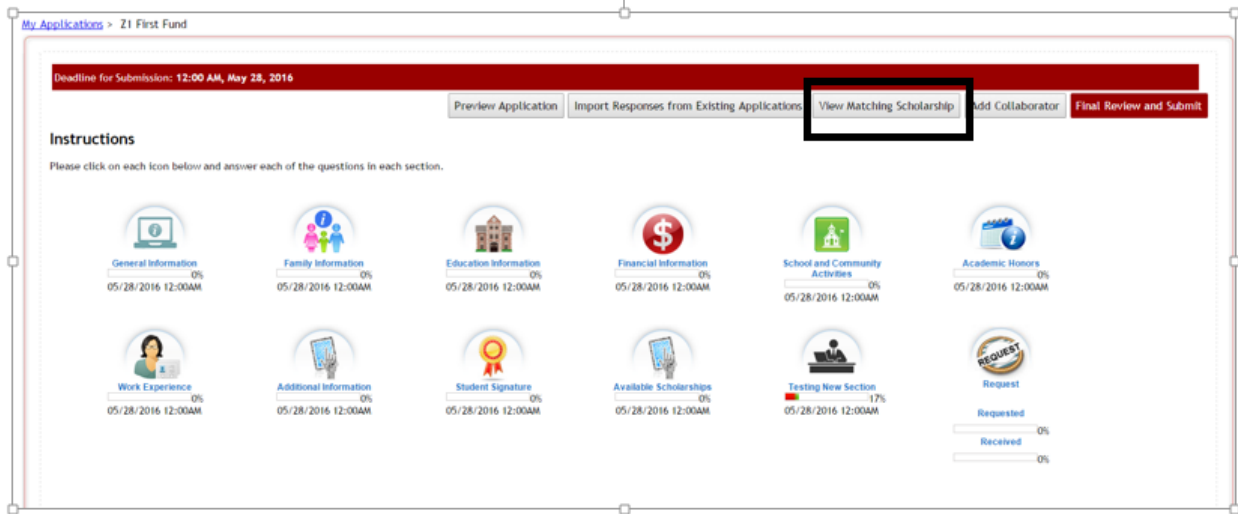 My Applications > Z1 First Fund
Deadline for Submission: 12:00 AM, May 28, 2016
Preview Application Import Responses from Existing Applications View Matching Scholarship Add Collaborator Final Review and Submit
Instructions
Please click on each icon below and answer each of the questions in each section.
General Information
0%
05/28/2016 12:00AM
Family Information
0%
05/28/2016 12:00AM
Education Information
0%
05/28/2016 12:00AM
Financial Information
0%
05/28/2016 12:00AM
School and Community
Activities
0%
05/28/2016 12:00AM
Academic Honors
0%
05/28/2016 12:00AM
Work Experience
0%
05/28/2016 12:00AM
Additional Information
0%
05/28/2016 12:00AM
Student Signature
0%
05/28/2016 12:00AM
Available Scholarships
0%
05/28/2016 12:00AM
Testing New Section
17%
05/28/2016 12:00AM
REQUEST
Request
Requested
0%
Received
0%